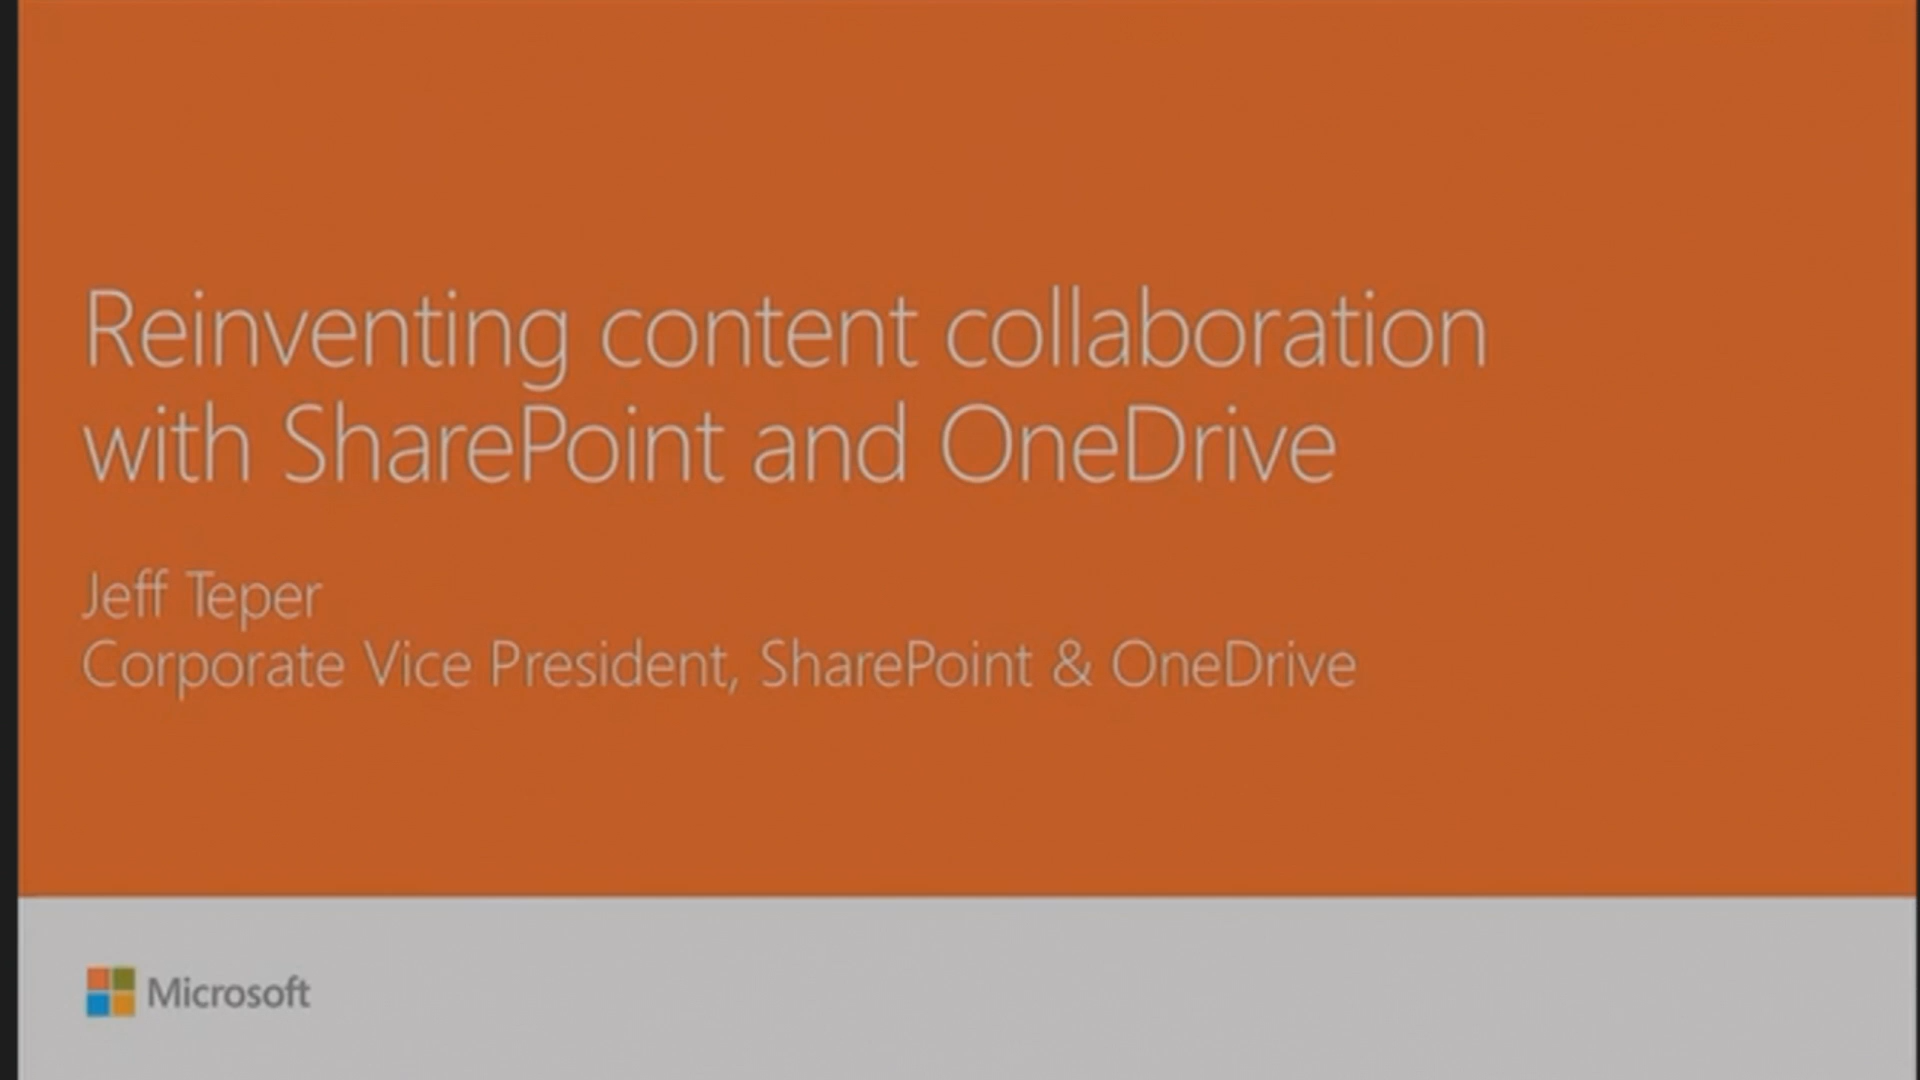 Reinventing content collaboration
with SharePoint and OneDrive
Jeff Teper
Corporate Vice President, SharePoint & OneDrive
Microsoft